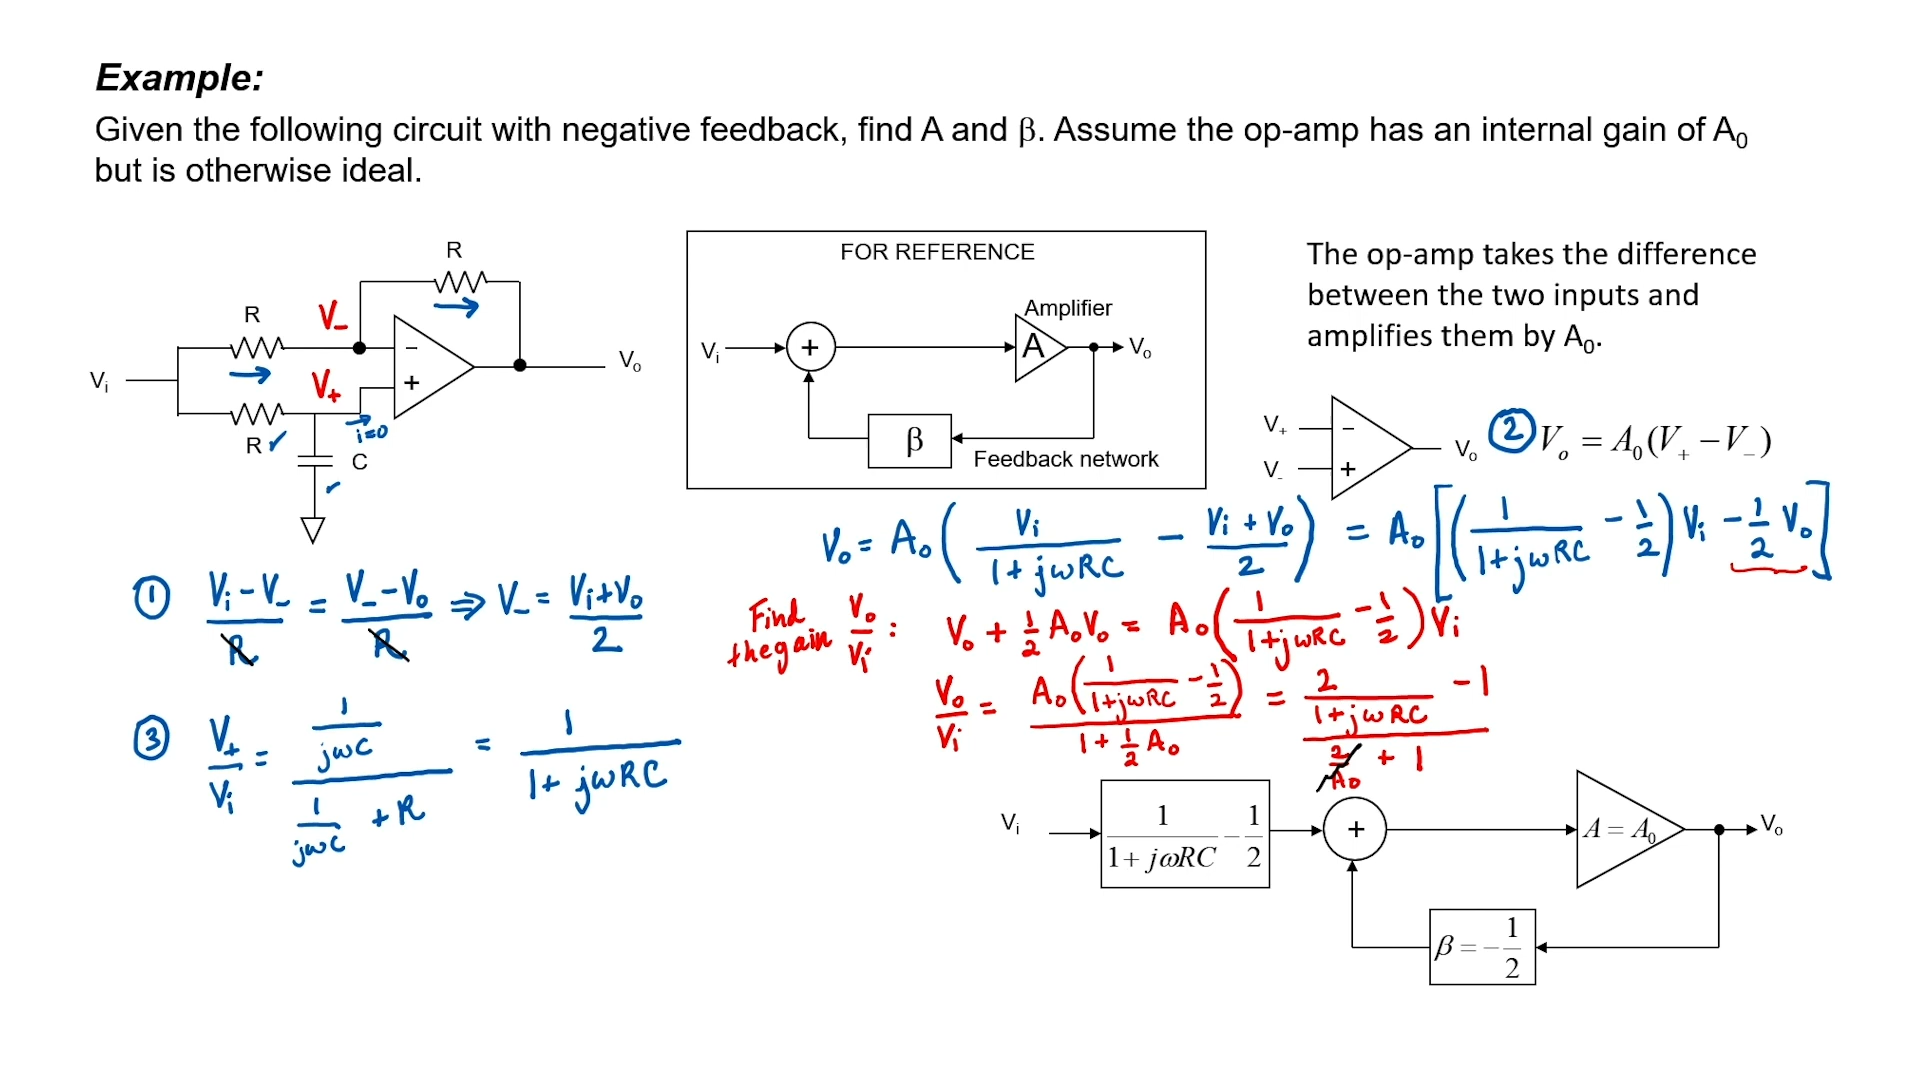 Example:
Given the following circuit with negative feedback, find A and β. Assume the op-amp has an internal gain of A₀
but is otherwise ideal.
R
R
V₋
Vᵢ
−
+
Vₒ
V₊
R ✓
i=0
C
✓
FOR REFERENCE
Amplifier
Vᵢ
+
A
Vₒ
β
Feedback network
The op-amp takes the difference
between the two inputs and
amplifies them by A₀.
V₊
−
V₋
+
Vₒ
② Vₒ = A₀(V₊ − V₋)
Vₒ = A₀ ( Vᵢ / (1 + jωRC) − (Vᵢ + Vₒ) / 2 ) = A₀ [ ( 1 / (1 + jωRC) − 1/2 ) Vᵢ − 1/2 Vₒ ]
① (Vᵢ − V₋) / R = (V₋ − Vₒ) / R ⇒ V₋ = (Vᵢ + Vₒ) / 2
Find
the gain Vₒ/Vᵢ : Vₒ + 1/2 A₀Vₒ = A₀ ( 1 / (1 + jωRC) − 1/2 ) Vᵢ
Vₒ/Vᵢ = A₀ ( 1 / (1 + jωRC) − 1/2 ) / (1 + 1/2 A₀) = ( 2 / (1 + jωRC) − 1 ) / ( 2/A₀ + 1 )
③ V₊/Vᵢ = (1/jωC) / (1/jωC + R) = 1 / (1 + jωRC)
Vᵢ
1 / (1 + jωRC) − 1/2
+
A = A₀
Vₒ
β = − 1/2